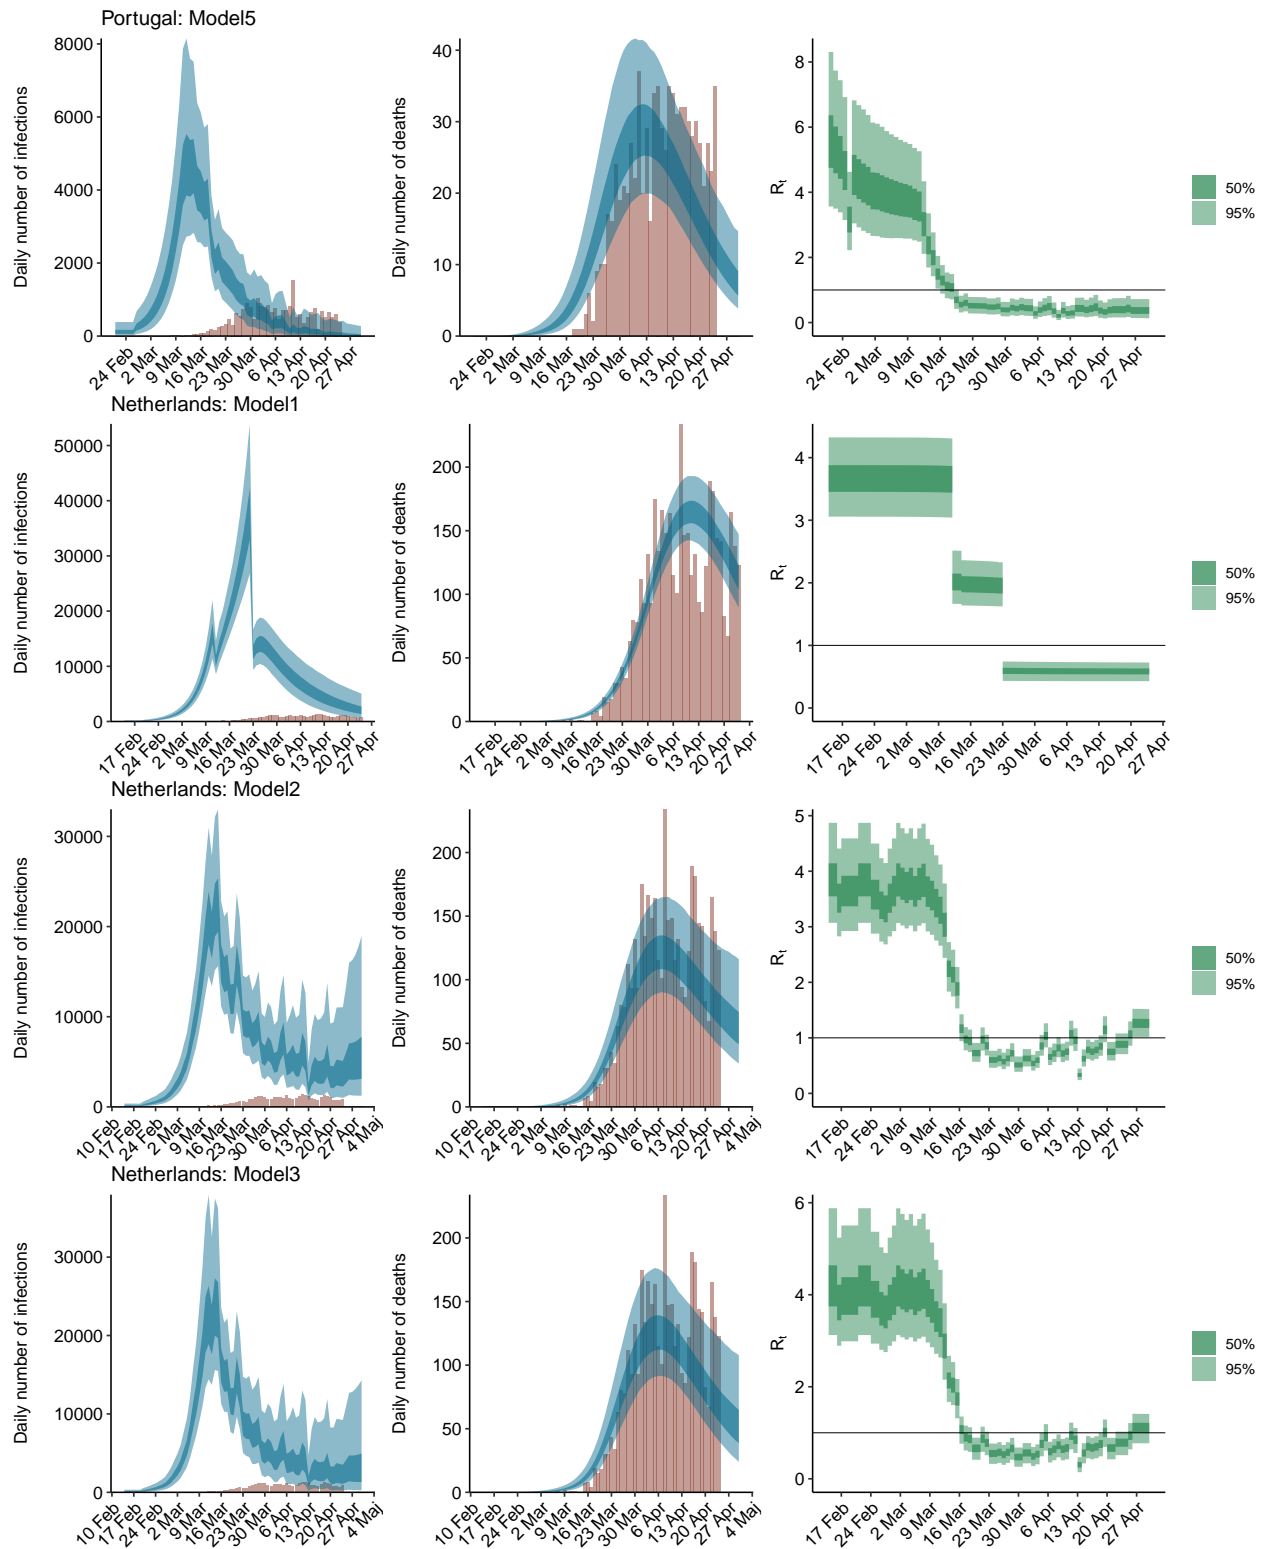 Portugal: Model5
Daily number of infections
8000
6000
4000
2000
0
24 Feb
2 Mar
9 Mar
16 Mar
23 Mar
30 Mar
6 Apr
13 Apr
20 Apr
27 Apr
Daily number of deaths
40
30
20
10
0
24 Feb
2 Mar
9 Mar
16 Mar
23 Mar
30 Mar
6 Apr
13 Apr
20 Apr
27 Apr
Rt
8
6
4
2
0
24 Feb
2 Mar
9 Mar
16 Mar
23 Mar
30 Mar
6 Apr
13 Apr
20 Apr
27 Apr
50%
95%
Netherlands: Model1
Daily number of infections
50000
40000
30000
20000
10000
0
17 Feb
24 Feb
2 Mar
9 Mar
16 Mar
23 Mar
30 Mar
6 Apr
13 Apr
20 Apr
27 Apr
Daily number of deaths
200
150
100
50
0
17 Feb
24 Feb
2 Mar
9 Mar
16 Mar
23 Mar
30 Mar
6 Apr
13 Apr
20 Apr
27 Apr
Rt
4
3
2
1
0
17 Feb
24 Feb
2 Mar
9 Mar
16 Mar
23 Mar
30 Mar
6 Apr
13 Apr
20 Apr
27 Apr
50%
95%
Netherlands: Model2
Daily number of infections
30000
20000
10000
0
10 Feb
17 Feb
24 Feb
2 Mar
9 Mar
16 Mar
23 Mar
30 Mar
6 Apr
13 Apr
20 Apr
27 Apr
4 Maj
Daily number of deaths
200
150
100
50
0
10 Feb
17 Feb
24 Feb
2 Mar
9 Mar
16 Mar
23 Mar
30 Mar
6 Apr
13 Apr
20 Apr
27 Apr
4 Maj
Rt
5
4
3
2
1
0
17 Feb
24 Feb
2 Mar
9 Mar
16 Mar
23 Mar
30 Mar
6 Apr
13 Apr
20 Apr
27 Apr
50%
95%
Netherlands: Model3
Daily number of infections
30000
20000
10000
0
10 Feb
17 Feb
24 Feb
2 Mar
9 Mar
16 Mar
23 Mar
30 Mar
6 Apr
13 Apr
20 Apr
27 Apr
4 Maj
Daily number of deaths
200
150
100
50
0
10 Feb
17 Feb
24 Feb
2 Mar
9 Mar
16 Mar
23 Mar
30 Mar
6 Apr
13 Apr
20 Apr
27 Apr
4 Maj
Rt
6
4
2
0
17 Feb
24 Feb
2 Mar
9 Mar
16 Mar
23 Mar
30 Mar
6 Apr
13 Apr
20 Apr
27 Apr
50%
95%